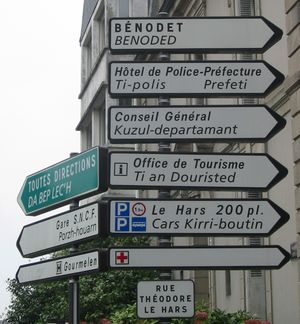 BÉNODET
BENODED
Hôtel de Police-Préfecture
Ti-polis Prefeti
Conseil Général
Kuzul-departamant
i Office de Tourisme
Ti an Douristed
TOUTES DIRECTIONS
DA BEP LEC'H
P P Le Hars 200 pl.
Cars Kirri-boutin
Gare S.N.C.F.
Porzh-houarn
H Gourmelen
RUE
THÉODORE
LE HARS